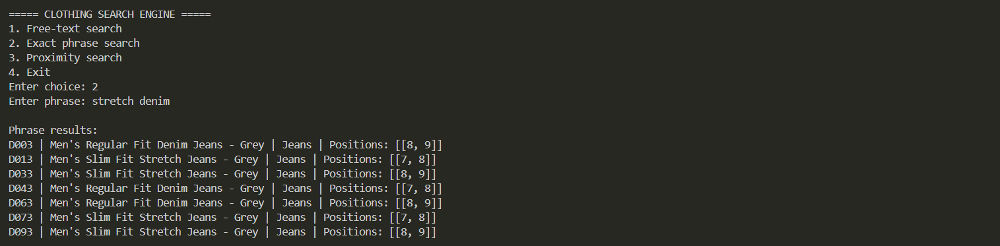 ===== CLOTHING SEARCH ENGINE =====
1. Free-text search
2. Exact phrase search
3. Proximity search
4. Exit
Enter choice: 2
Enter phrase: stretch denim
Phrase results:
D003 | Men's Regular Fit Denim Jeans - Grey | Jeans | Positions: [[8, 9]]
D013 | Men's Slim Fit Stretch Jeans - Grey | Jeans | Positions: [[7, 8]]
D033 | Men's Slim Fit Stretch Jeans - Grey | Jeans | Positions: [[8, 9]]
D043 | Men's Regular Fit Denim Jeans - Grey | Jeans | Positions: [[7, 8]]
D063 | Men's Regular Fit Denim Jeans - Grey | Jeans | Positions: [[8, 9]]
D073 | Men's Slim Fit Stretch Jeans - Grey | Jeans | Positions: [[7, 8]]
D093 | Men's Slim Fit Stretch Jeans - Grey | Jeans | Positions: [[8, 9]]